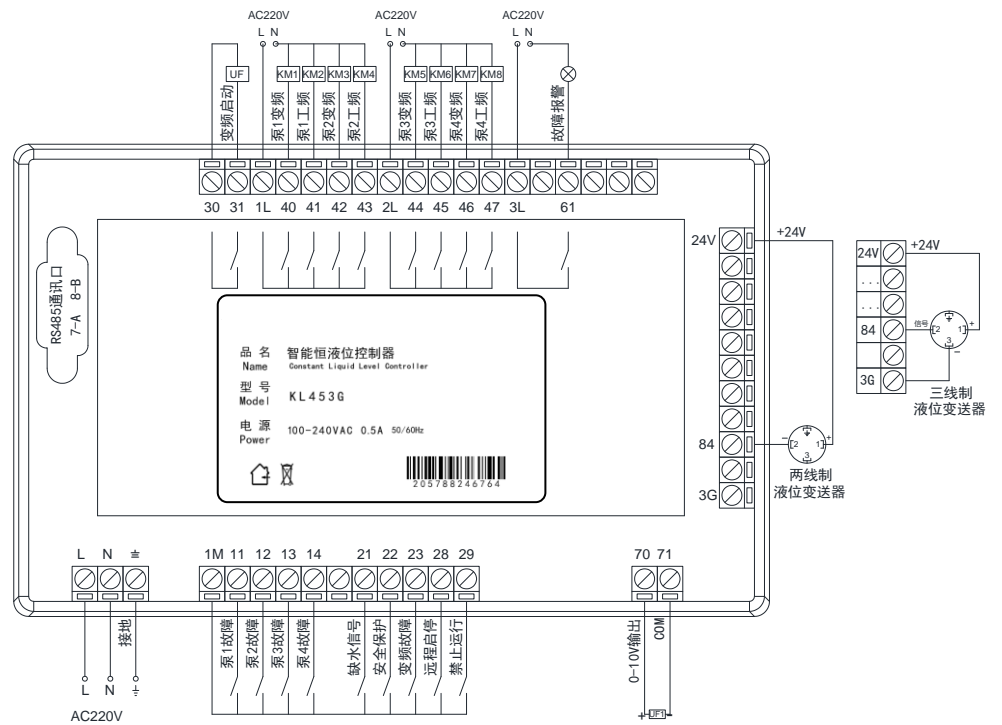 AC220V AC220V AC220V
L N L N L N
UF KM1 KM2 KM3 KM4 KM5 KM6 KM7 KM8
变频启动 泵1变频 泵1工频 泵2变频 泵2工频 泵3变频 泵3工频 泵4变频 泵4工频 故障报警
30 31 1L 40 41 42 43 2L 44 45 46 47 3L 61
RS485通讯口
7-A 8-B
品 名 智能恒液位控制器
Name Constant Liquid Level Controller
型 号
Model KL453G
电 源
Power 100-240VAC 0.5A 50/60Hz
205788246764
24V +24V
84
2 1 3 - +
两线制
液位变送器
3G
24V +24V
...
...
84 信号 2 1 3 + -
3G
三线制
液位变送器
L N
1M 11 12 13 14 21 22 23 28 29
70 71
接地
泵1故障 泵2故障 泵3故障 泵4故障 缺水信号 安全保护 变频故障 远程启停 禁止运行
0-10V输出 COM
L N
AC220V
+ UF1 -